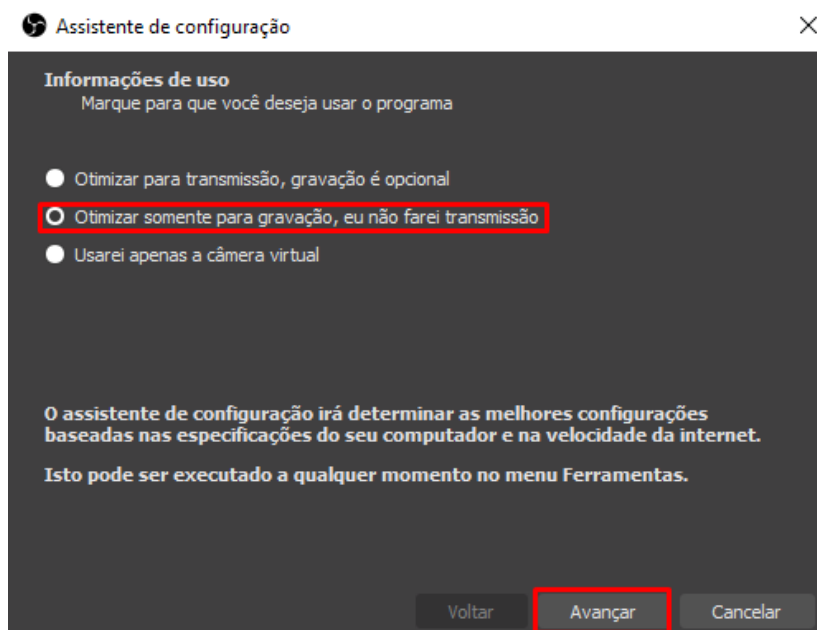 Assistente de configuração
Informações de uso
Marque para que você deseja usar o programa
Otimizar para transmissão, gravação é opcional
Otimizar somente para gravação, eu não farei transmissão
Usarei apenas a câmera virtual
O assistente de configuração irá determinar as melhores configurações
baseadas nas especificações do seu computador e na velocidade da internet.
Isto pode ser executado a qualquer momento no menu Ferramentas.
Voltar Avançar Cancelar